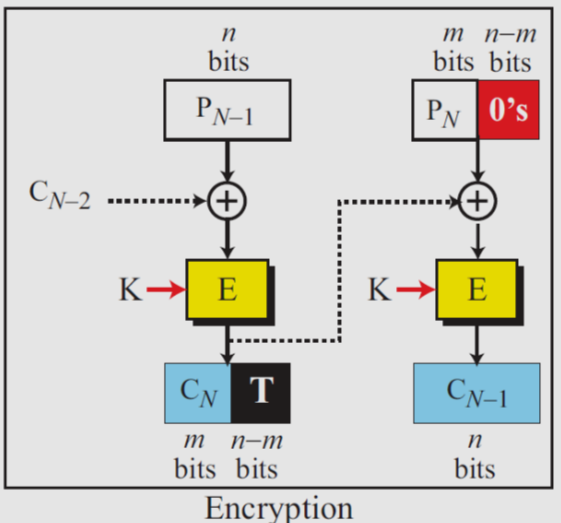 n m n−m
bits bits bits
P_{N−1} P_N 0's
C_{N−2} + +
K E K E
C_N T C_{N−1}
m n−m n
bits bits bits
Encryption